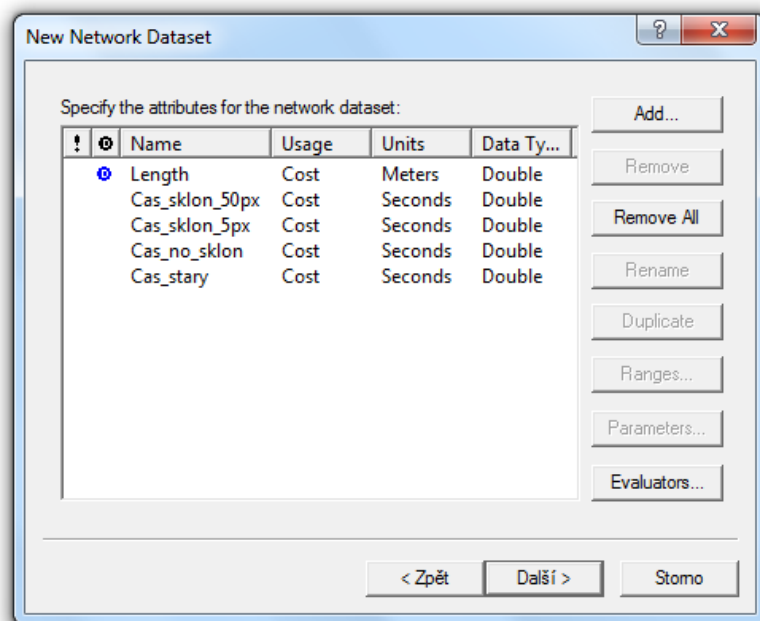 New Network Dataset
Specify the attributes for the network dataset:
! D Name Usage Units Data Ty...
D Length Cost Meters Double
Cas_sklon_50px Cost Seconds Double
Cas_sklon_5px Cost Seconds Double
Cas_no_sklon Cost Seconds Double
Cas_stary Cost Seconds Double
Add...
Remove
Remove All
Rename
Duplicate
Ranges...
Parameters...
Evaluators...
< Zpět Další > Storno